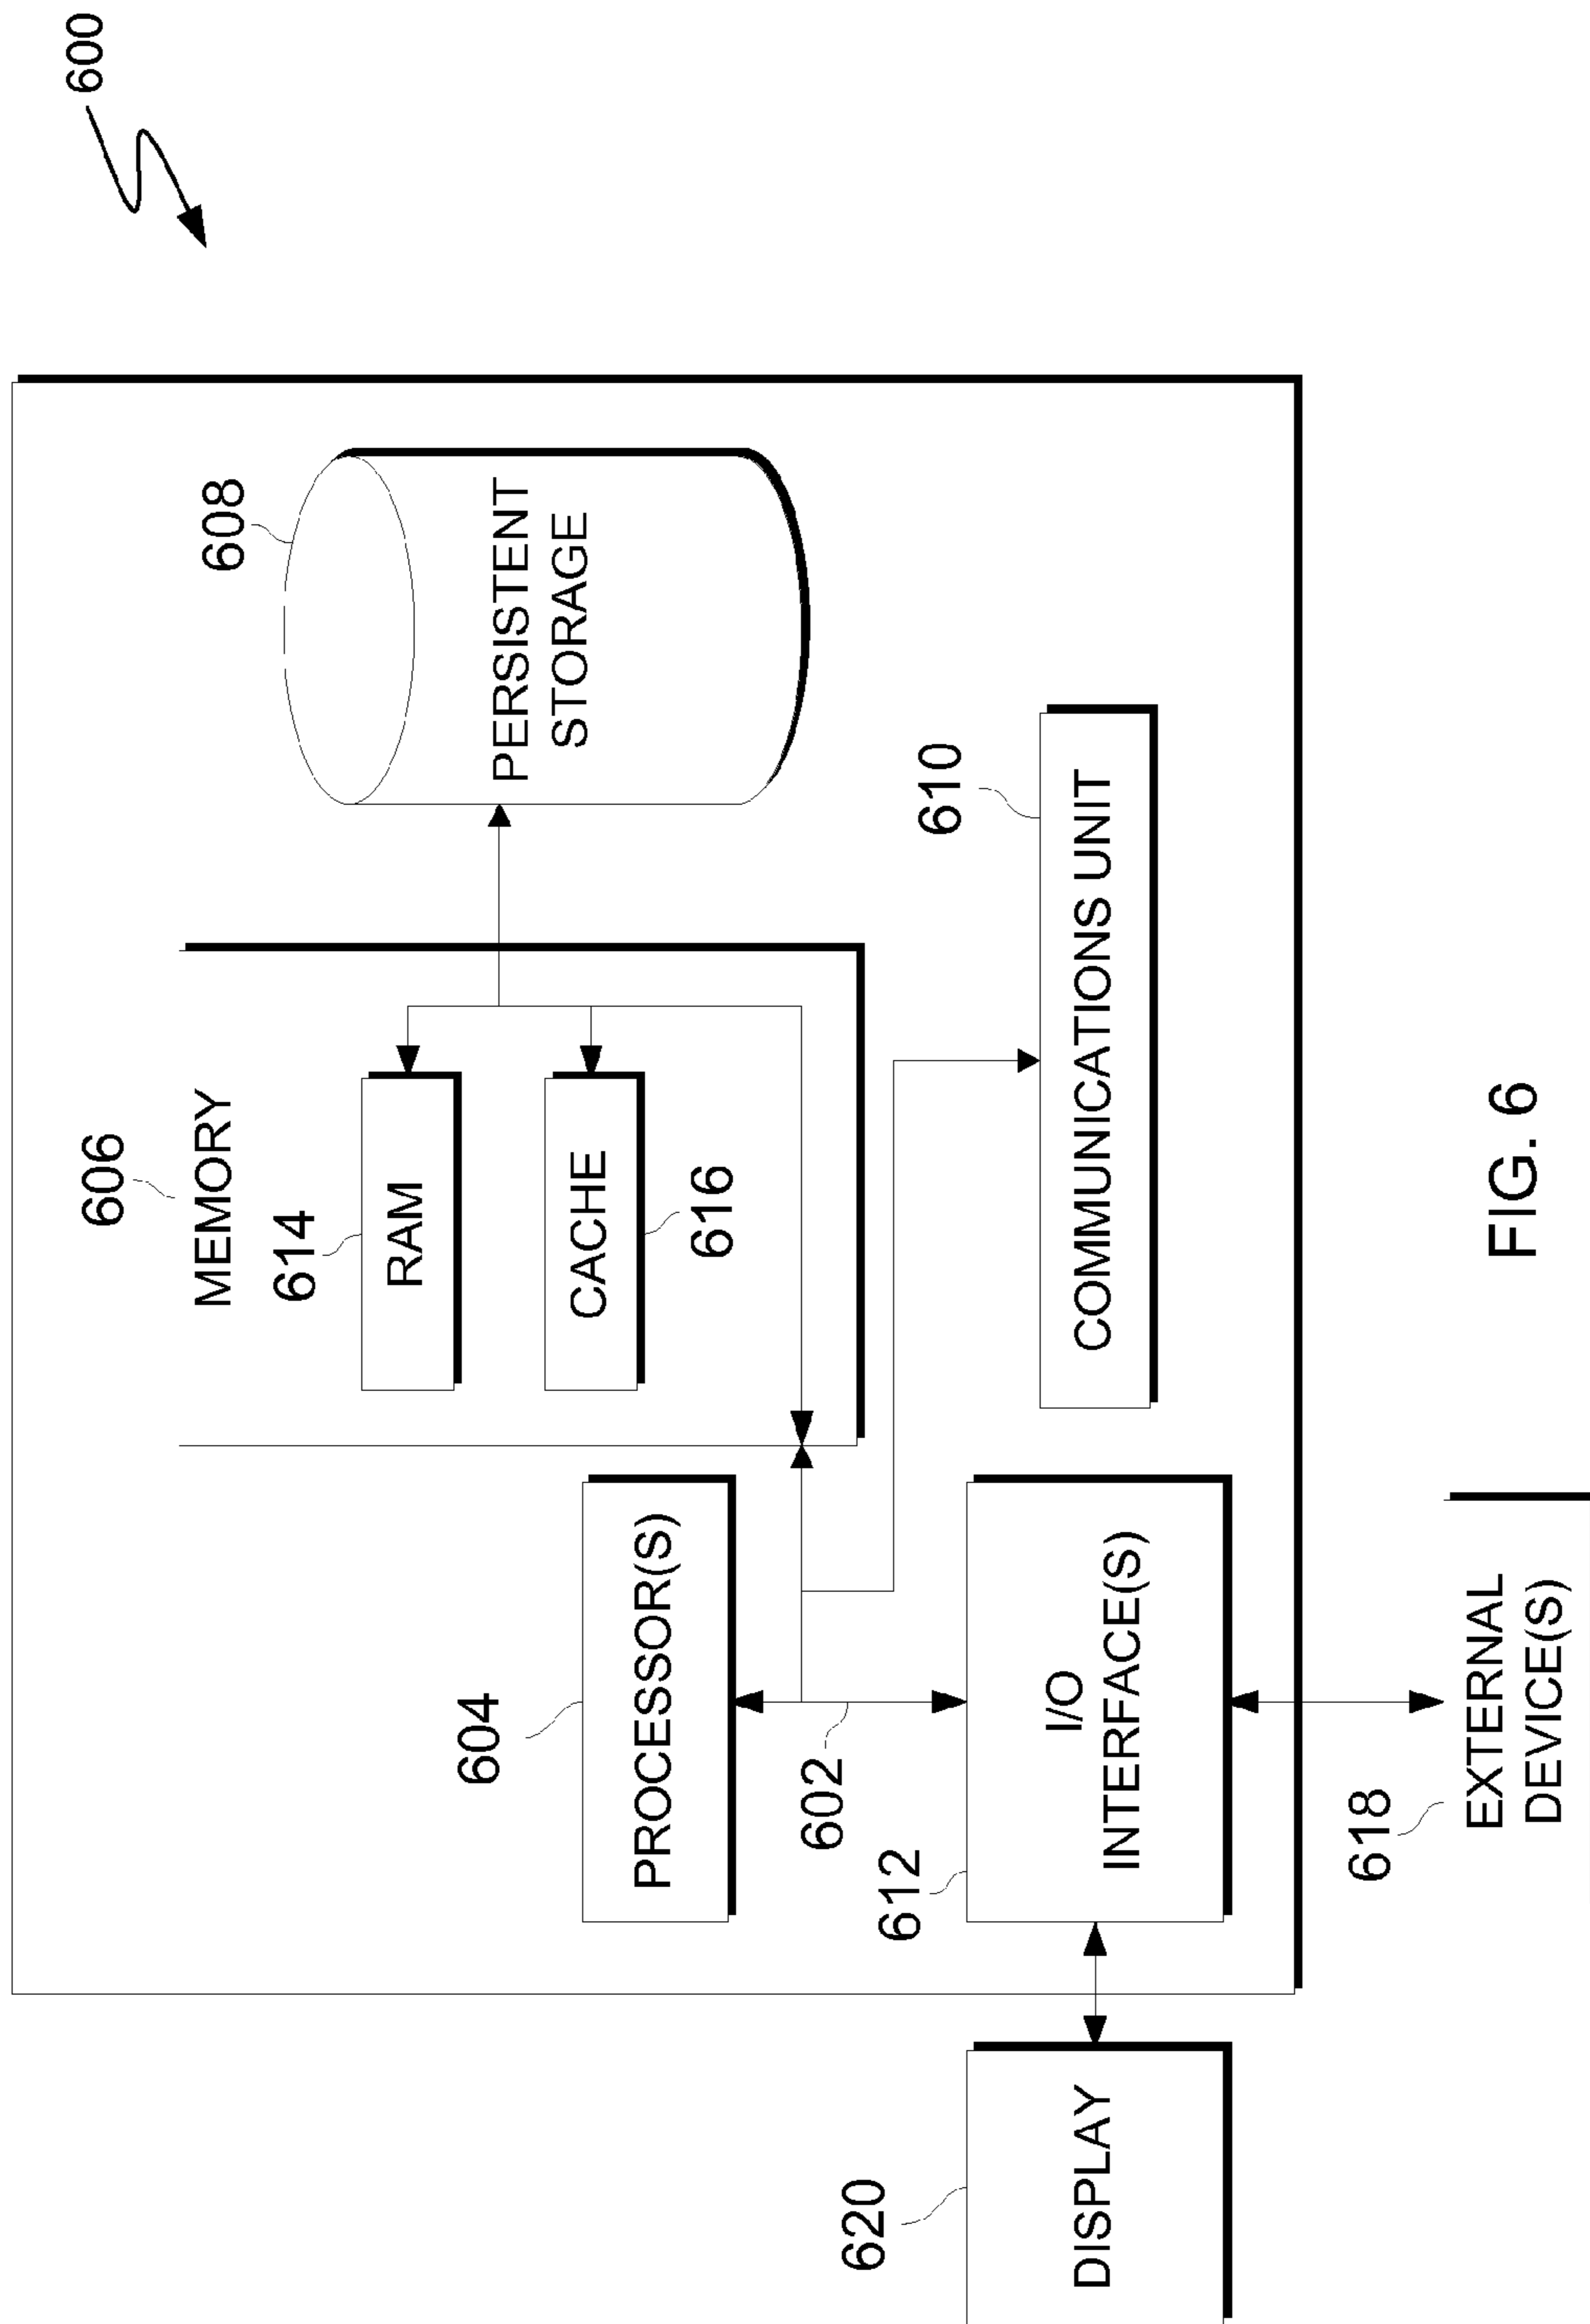 600
606
MEMORY
608
614
RAM
604
PROCESSOR(S)
PERSISTENT
STORAGE
CACHE
616
602
620
612
610
DISPLAY
I/O
INTERFACE(S)
COMMUNICATIONS UNIT
618
EXTERNAL
DEVICE(S)
FIG. 6